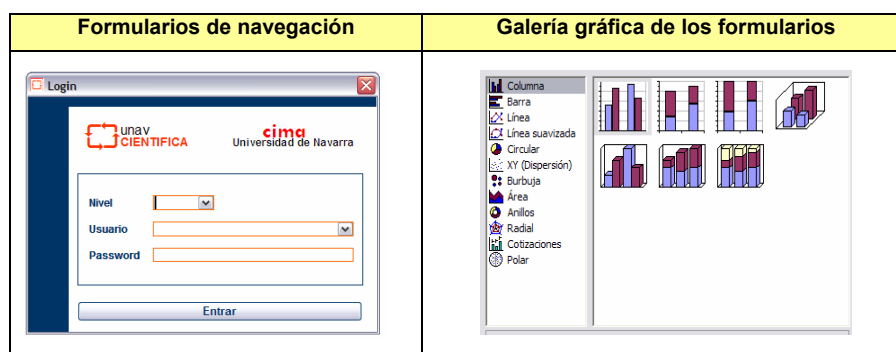 Formularios de navegación
Galería gráfica de los formularios
Login
unav
CIENTIFICA
cima
Universidad de Navarra
Nivel
Usuario
Password
Entrar
Columna
Barra
Línea
Línea suavizada
Circular
XY (Dispersión)
Burbuja
Área
Anillos
Radial
Cotizaciones
Polar